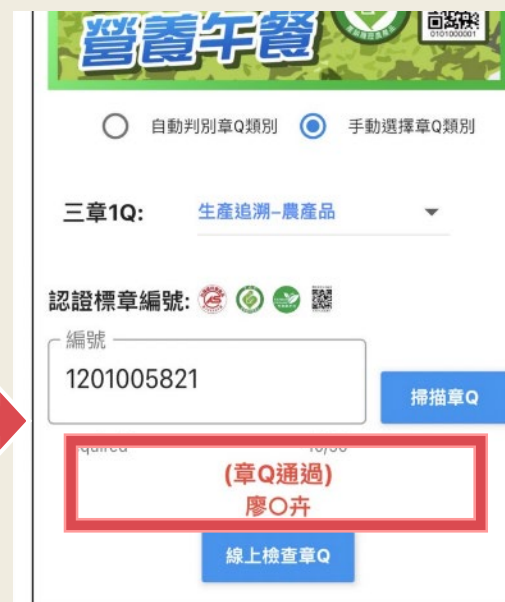 營養午餐
0101000001
自動判別章Q類別 手動選擇章Q類別
三章1Q: 生產追溯–農產品
認證標章編號:
編號
1201005821
掃描章Q
(章Q通過)
廖〇卉
線上檢查章Q